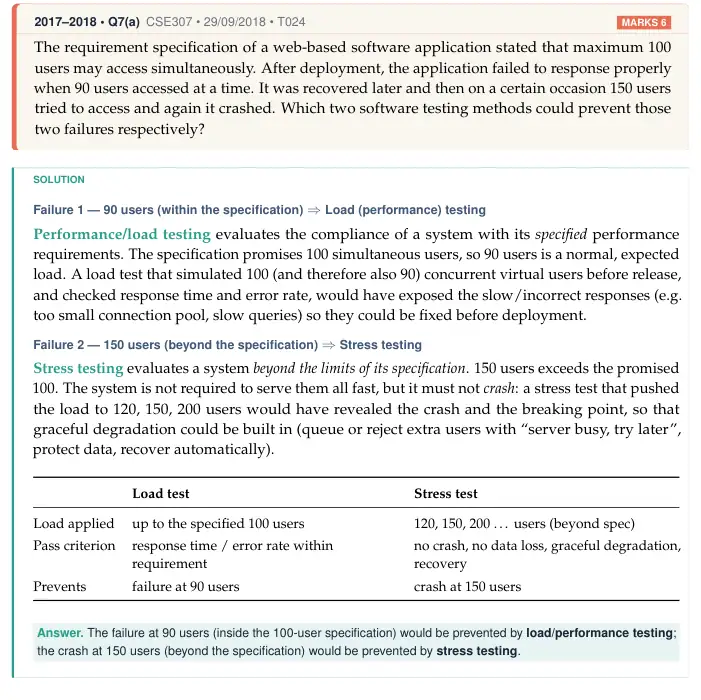 2017–2018 • Q7(a) CSE307 • 29/09/2018 • T024 MARKS 6
The requirement specification of a web-based software application stated that maximum 100
users may access simultaneously. After deployment, the application failed to response properly
when 90 users accessed at a time. It was recovered later and then on a certain occasion 150 users
tried to access and again it crashed. Which two software testing methods could prevent those
two failures respectively?
SOLUTION
Failure 1 — 90 users (within the specification) ⇒ Load (performance) testing
Performance/load testing evaluates the compliance of a system with its specified performance
requirements. The specification promises 100 simultaneous users, so 90 users is a normal, expected
load. A load test that simulated 100 (and therefore also 90) concurrent virtual users before release,
and checked response time and error rate, would have exposed the slow/incorrect responses (e.g.
too small connection pool, slow queries) so they could be fixed before deployment.
Failure 2 — 150 users (beyond the specification) ⇒ Stress testing
Stress testing evaluates a system beyond the limits of its specification. 150 users exceeds the promised
100. The system is not required to serve them all fast, but it must not crash: a stress test that pushed
the load to 120, 150, 200 users would have revealed the crash and the breaking point, so that
graceful degradation could be built in (queue or reject extra users with “server busy, try later”,
protect data, recover automatically).
Load test Stress test
Load applied up to the specified 100 users 120, 150, 200 … users (beyond spec)
Pass criterion response time / error rate within no crash, no data loss, graceful degradation,
requirement recovery
Prevents failure at 90 users crash at 150 users
Answer. The failure at 90 users (inside the 100-user specification) would be prevented by load/performance testing;
the crash at 150 users (beyond the specification) would be prevented by stress testing.